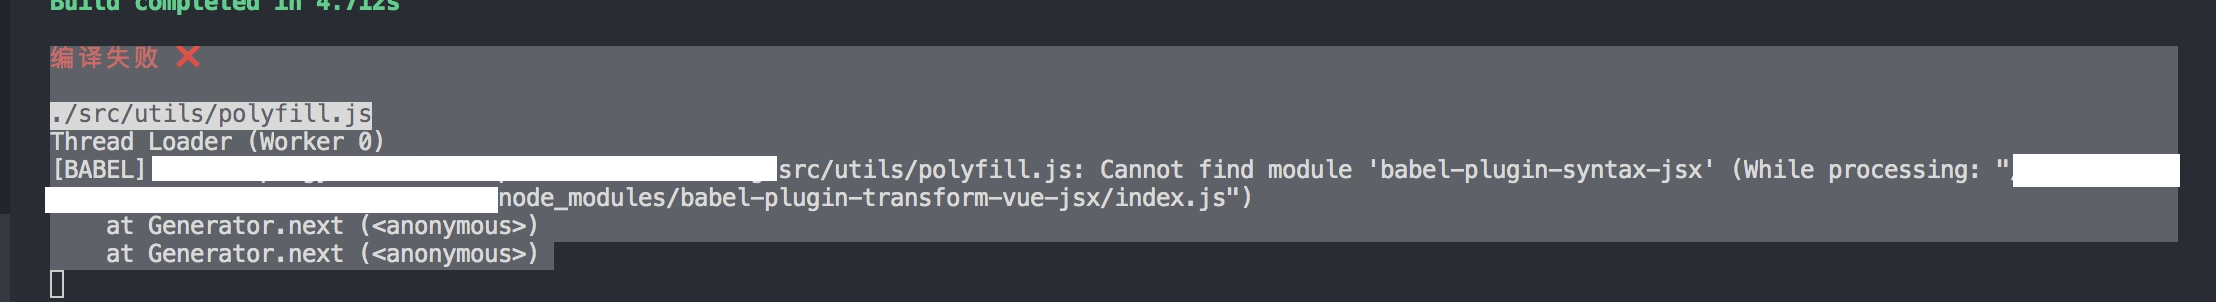 Build completed in 4.712s
编译失败 ❌
./src/utils/polyfill.js
Thread Loader (Worker 0)
[BABEL] src/utils/polyfill.js: Cannot find module 'babel-plugin-syntax-jsx' (While processing: "/
node_modules/babel-plugin-transform-vue-jsx/index.js")
at Generator.next (<anonymous>)
at Generator.next (<anonymous>)